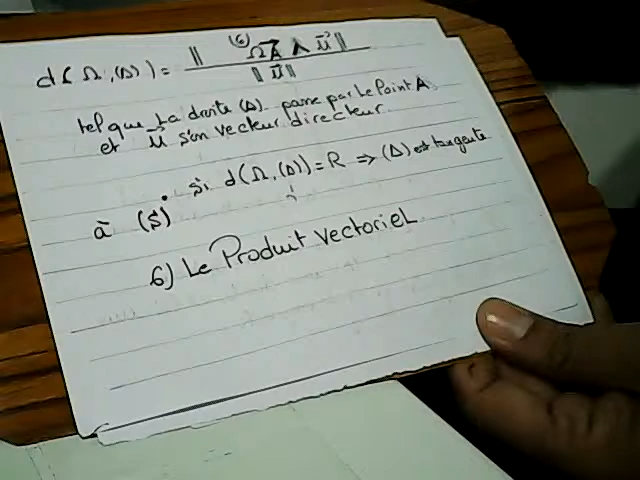 (6)
d(Ω,(Δ)) = ‖ ΩA⃗ ∧ u⃗ ‖ / ‖ u⃗ ‖
tel que la droite (Δ) passe par le Point A
et u⃗ son vecteur directeur
• si d(Ω,(Δ)) = R ⇒ (Δ) est tangente
à (S)
6) Le Produit vectoriel